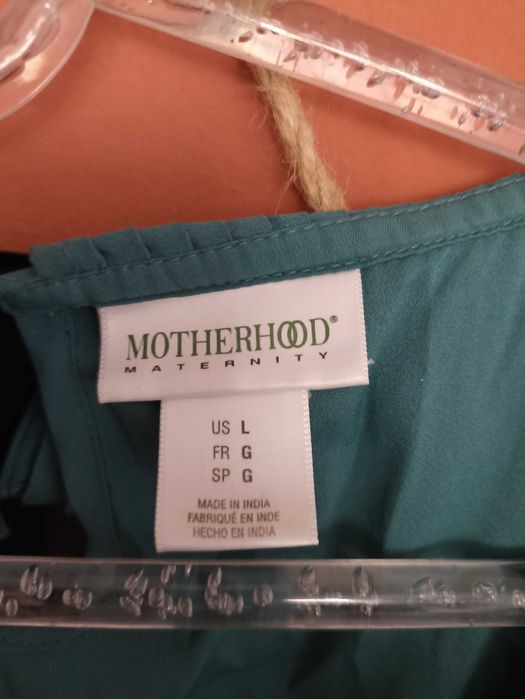 MOTHERHOOD®
MATERNITY
US L
FR G
SP G
MADE IN INDIA
FABRIQUÉ EN INDE
HECHO EN INDIA